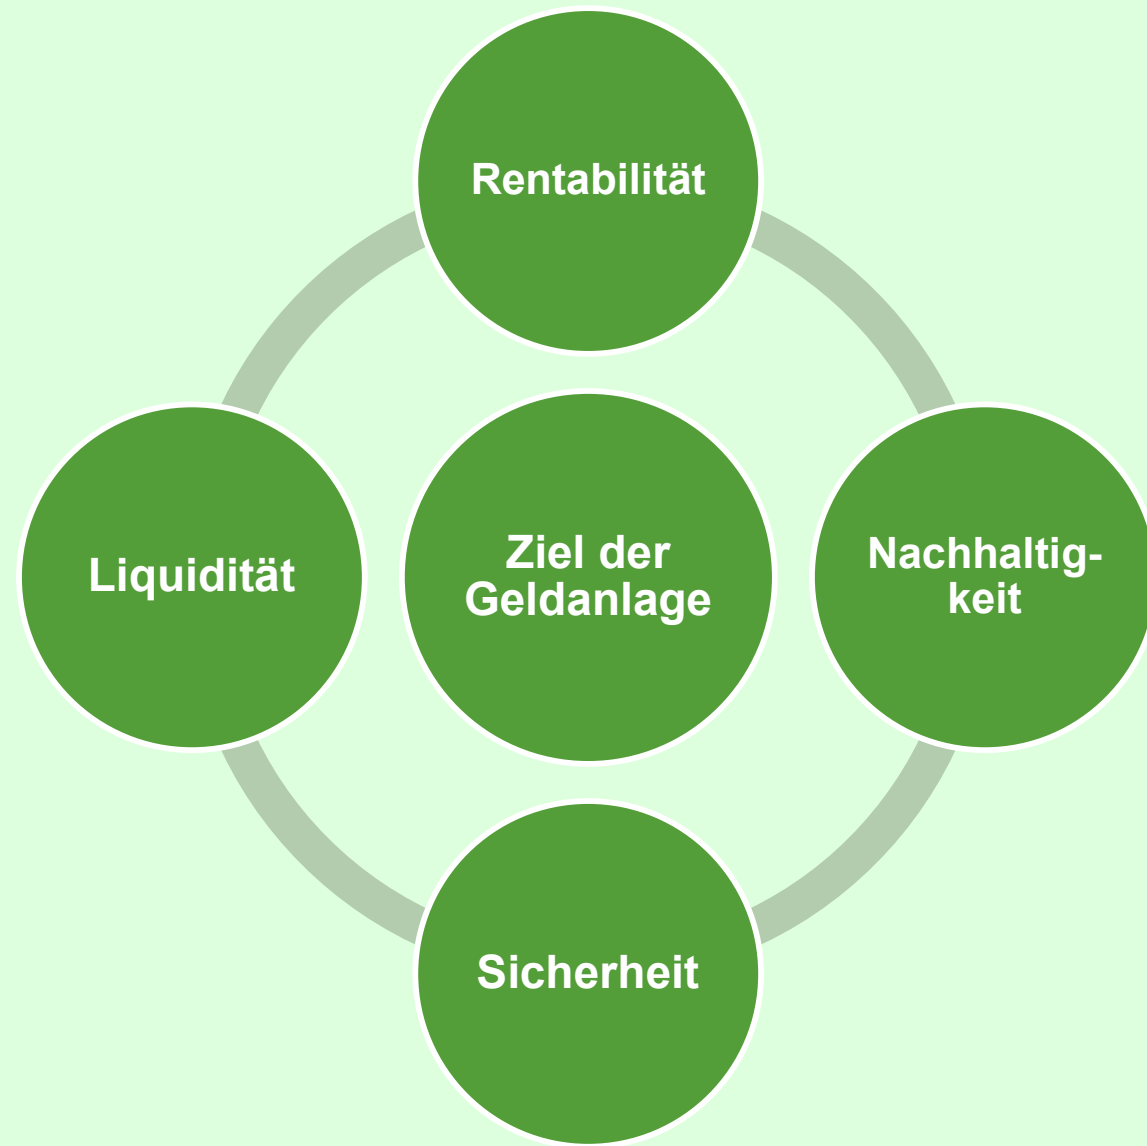 Rentabilität
Liquidität
Ziel der
Geldanlage
Nachhaltig-
keit
Sicherheit